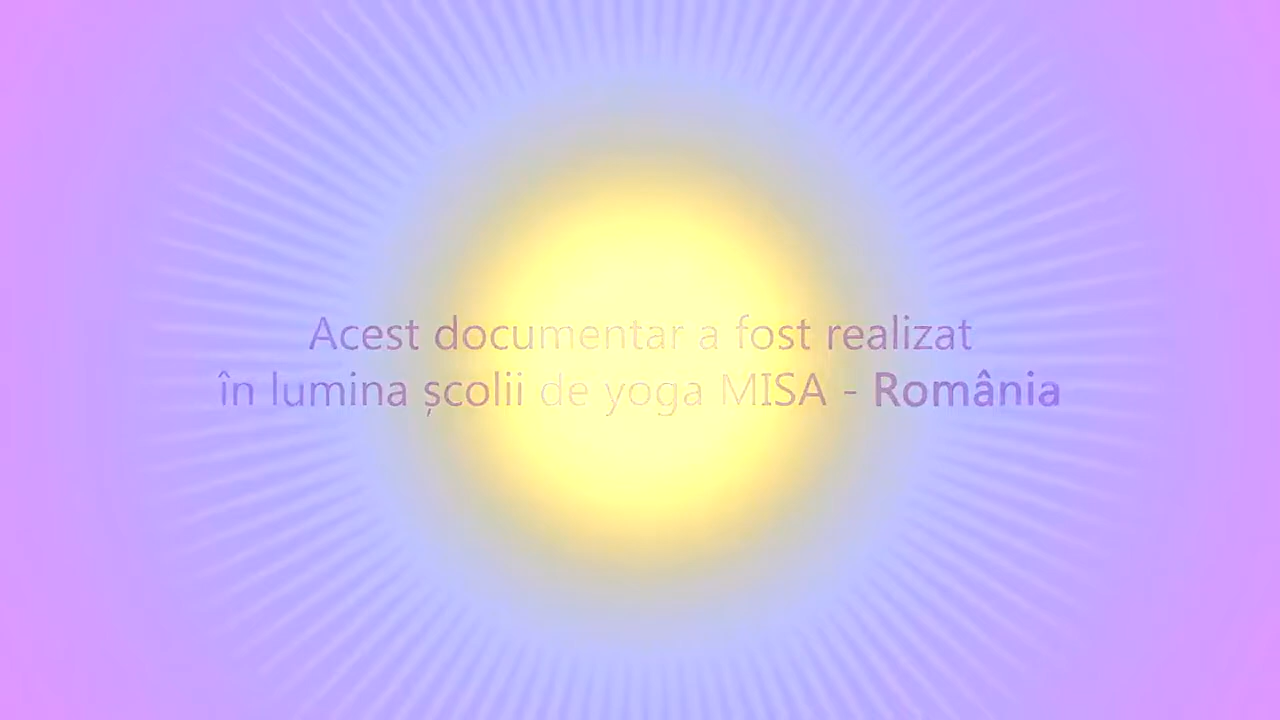 Acest documentar a fost realizat
în lumina școlii de yoga MISA - România